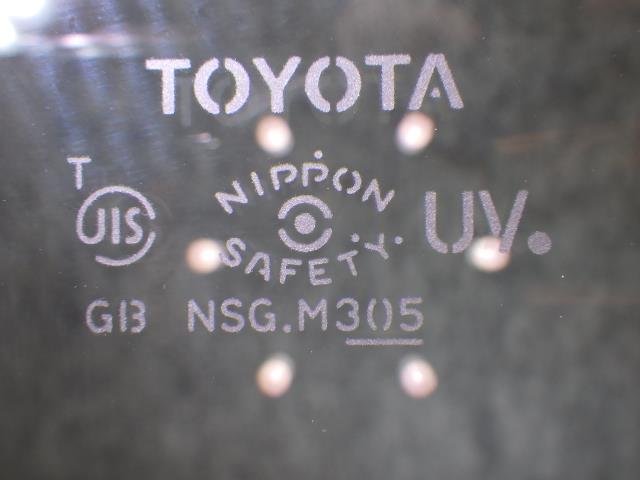 TOYOTA
T
JIS
NIPPON
SAFETY
UV.
GB NSG.M305